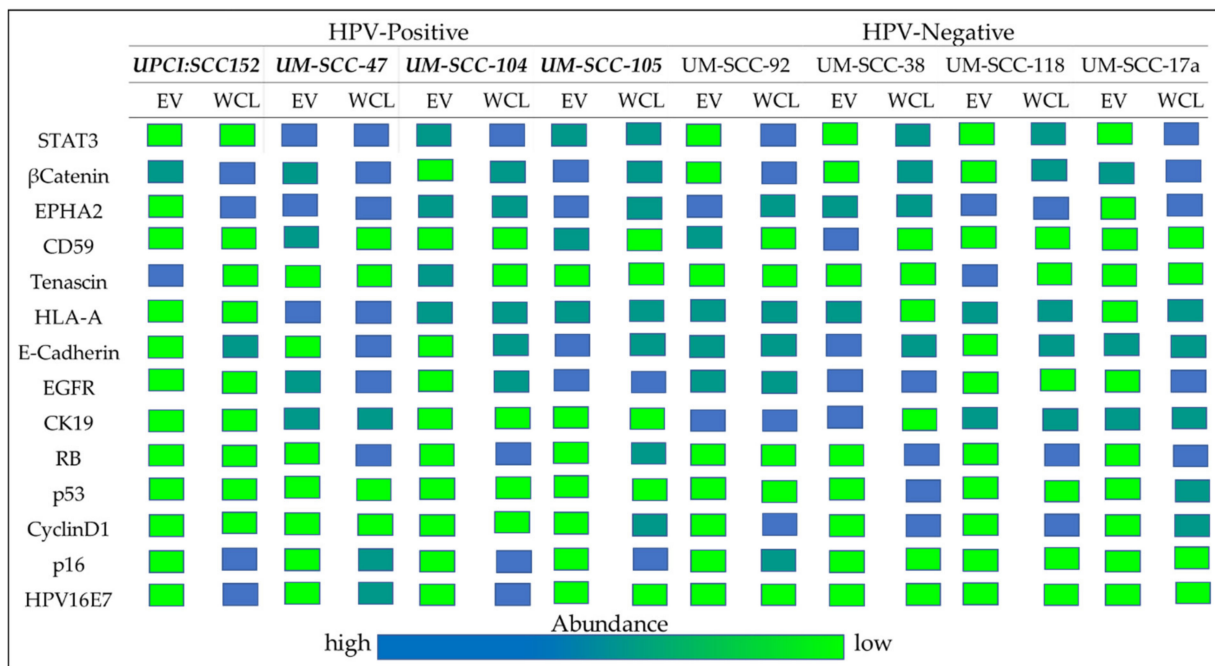 HPV-Positive HPV-Negative
UPCI:SCC152 UM-SCC-47 UM-SCC-104 UM-SCC-105 UM-SCC-92 UM-SCC-38 UM-SCC-118 UM-SCC-17a
EV WCL EV WCL EV WCL EV WCL EV WCL EV WCL EV WCL EV WCL
STAT3
βCatenin
EPHA2
CD59
Tenascin
HLA-A
E-Cadherin
EGFR
CK19
RB
p53
CyclinD1
p16
HPV16E7
Abundance
high low